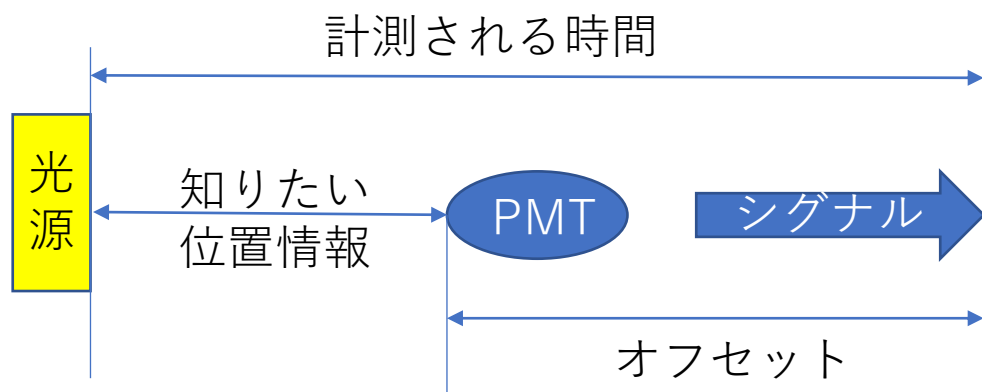 計測される時間
光源
知りたい
位置情報
PMT
シグナル
オフセット